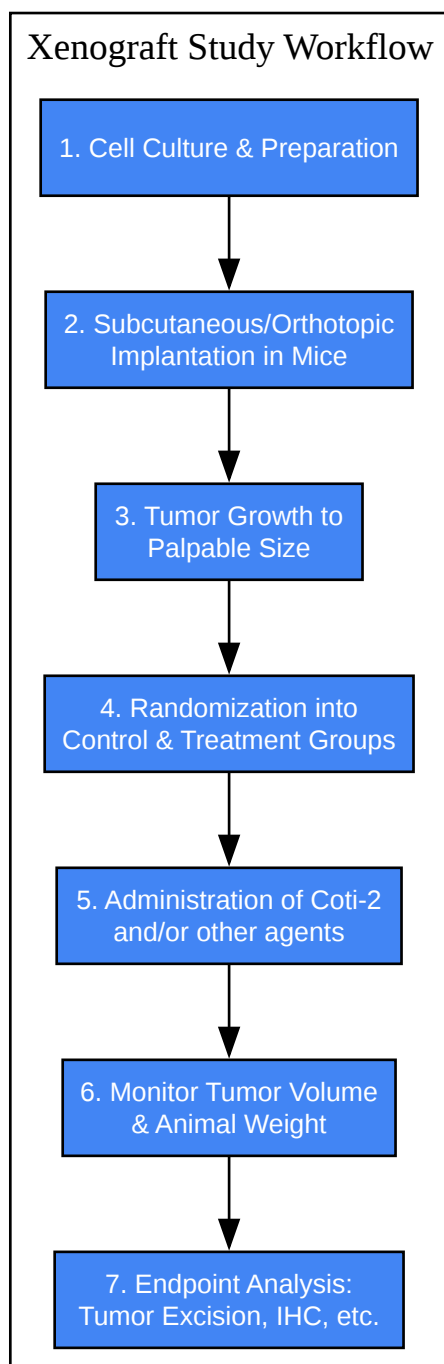 Xenograft Study Workflow
1. Cell Culture & Preparation
2. Subcutaneous/Orthotopic
Implantation in Mice
3. Tumor Growth to
Palpable Size
4. Randomization into
Control & Treatment Groups
5. Administration of Coti-2
and/or other agents
6. Monitor Tumor Volume
& Animal Weight
7. Endpoint Analysis:
Tumor Excision, IHC, etc.